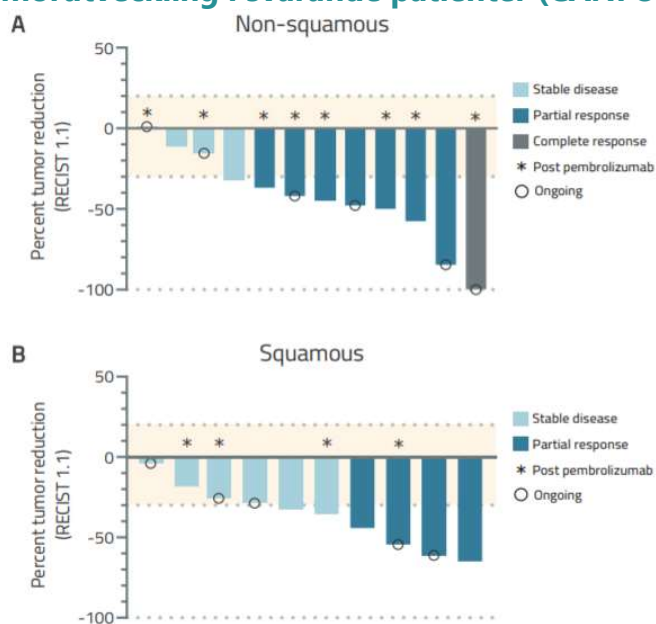 A
Non-squamous
50
0
-50
-100
Percent tumor reduction
(RECIST 1.1)
Stable disease
Partial response
Complete response
* Post pembrolizumab
Ongoing
B
Squamous
50
0
-50
-100
Percent tumor reduction
(RECIST 1.1)
Stable disease
Partial response
* Post pembrolizumab
Ongoing